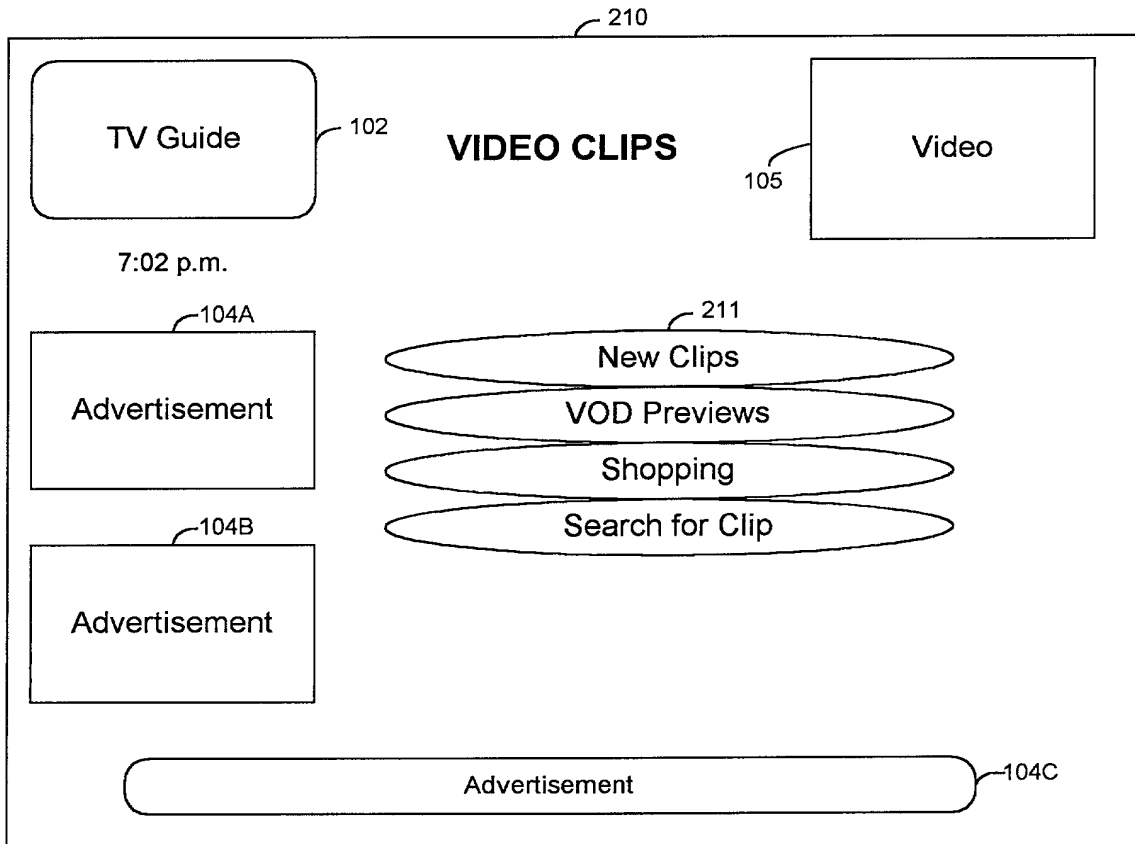 210
TV Guide
102
VIDEO CLIPS
105
Video
7:02 p.m.
104A
Advertisement
211
New Clips
VOD Previews
Shopping
Search for Clip
104B
Advertisement
Advertisement
104C